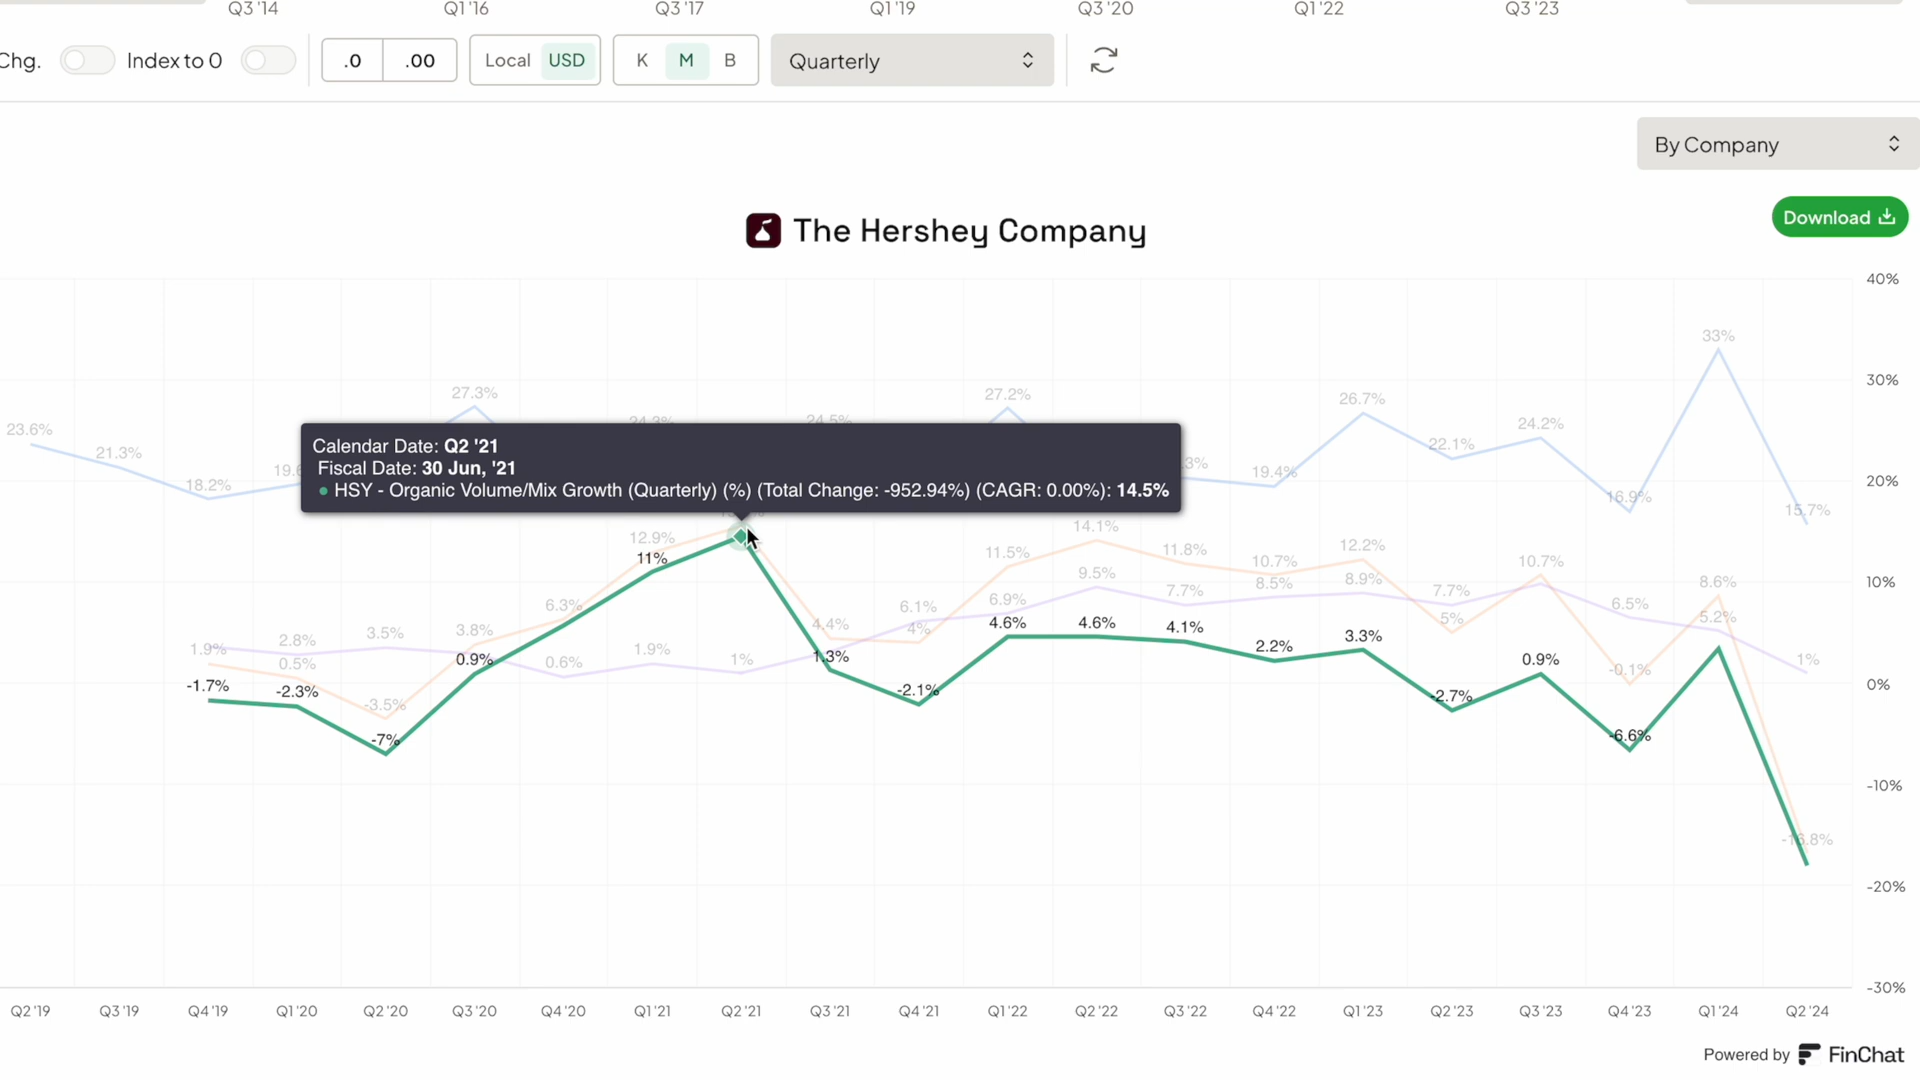 Q3 '14 Q1 '16 Q3 '17 Q1 '19 Q3 '20 Q1 '22 Q3 '23
Chg. Index to 0 .0 .00 Local USD K M B Quarterly
By Company
The Hershey Company
Download
40%
33%
30%
27.3% 27.2% 26.7%
23.6% 24.2%
21.3% 22.1%
18.2% 19.4% 16.9% 15.7%
20%
Calendar Date: Q2 '21
Fiscal Date: 30 Jun, '21
HSY - Organic Volume/Mix Growth (Quarterly) (%) (Total Change: -952.94%) (CAGR: 0.00%): 14.5%
12.9% 14.1% 11.8% 12.2%
11% 11.5% 10.7% 10.7%
9.5% 8.5% 8.9% 8.6% 10%
6.3% 6.1% 6.9% 7.7% 7.7% 6.5%
3.8% 4.4% 4% 4.6% 4.6% 4.1% 5% 5.2%
1.9% 2.8% 3.5% 0.9% 0.6% 1.9% 1% 1.3% 2.2% 3.3% 0.9% -0.1% 1%
0.5%
-1.7% -2.3% -3.5% -2.1% -2.7% 0%
-7% -6.6%
-10%
-16.8%
-20%
-30%
Q2 '19 Q3 '19 Q4 '19 Q1 '20 Q2 '20 Q3 '20 Q4 '20 Q1 '21 Q2 '21 Q3 '21 Q4 '21 Q1 '22 Q2 '22 Q3 '22 Q4 '22 Q1 '23 Q2 '23 Q3 '23 Q4 '23 Q1 '24 Q2 '24
Powered by FinChat